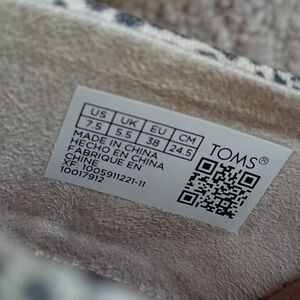 US UK EU CM
7.5 5.5 38 24.5
TOMS®
MADE IN CHINA
HECHO EN CHINA
FABRIQUE EN
CHINE
XF: 1005911221-11
10017912